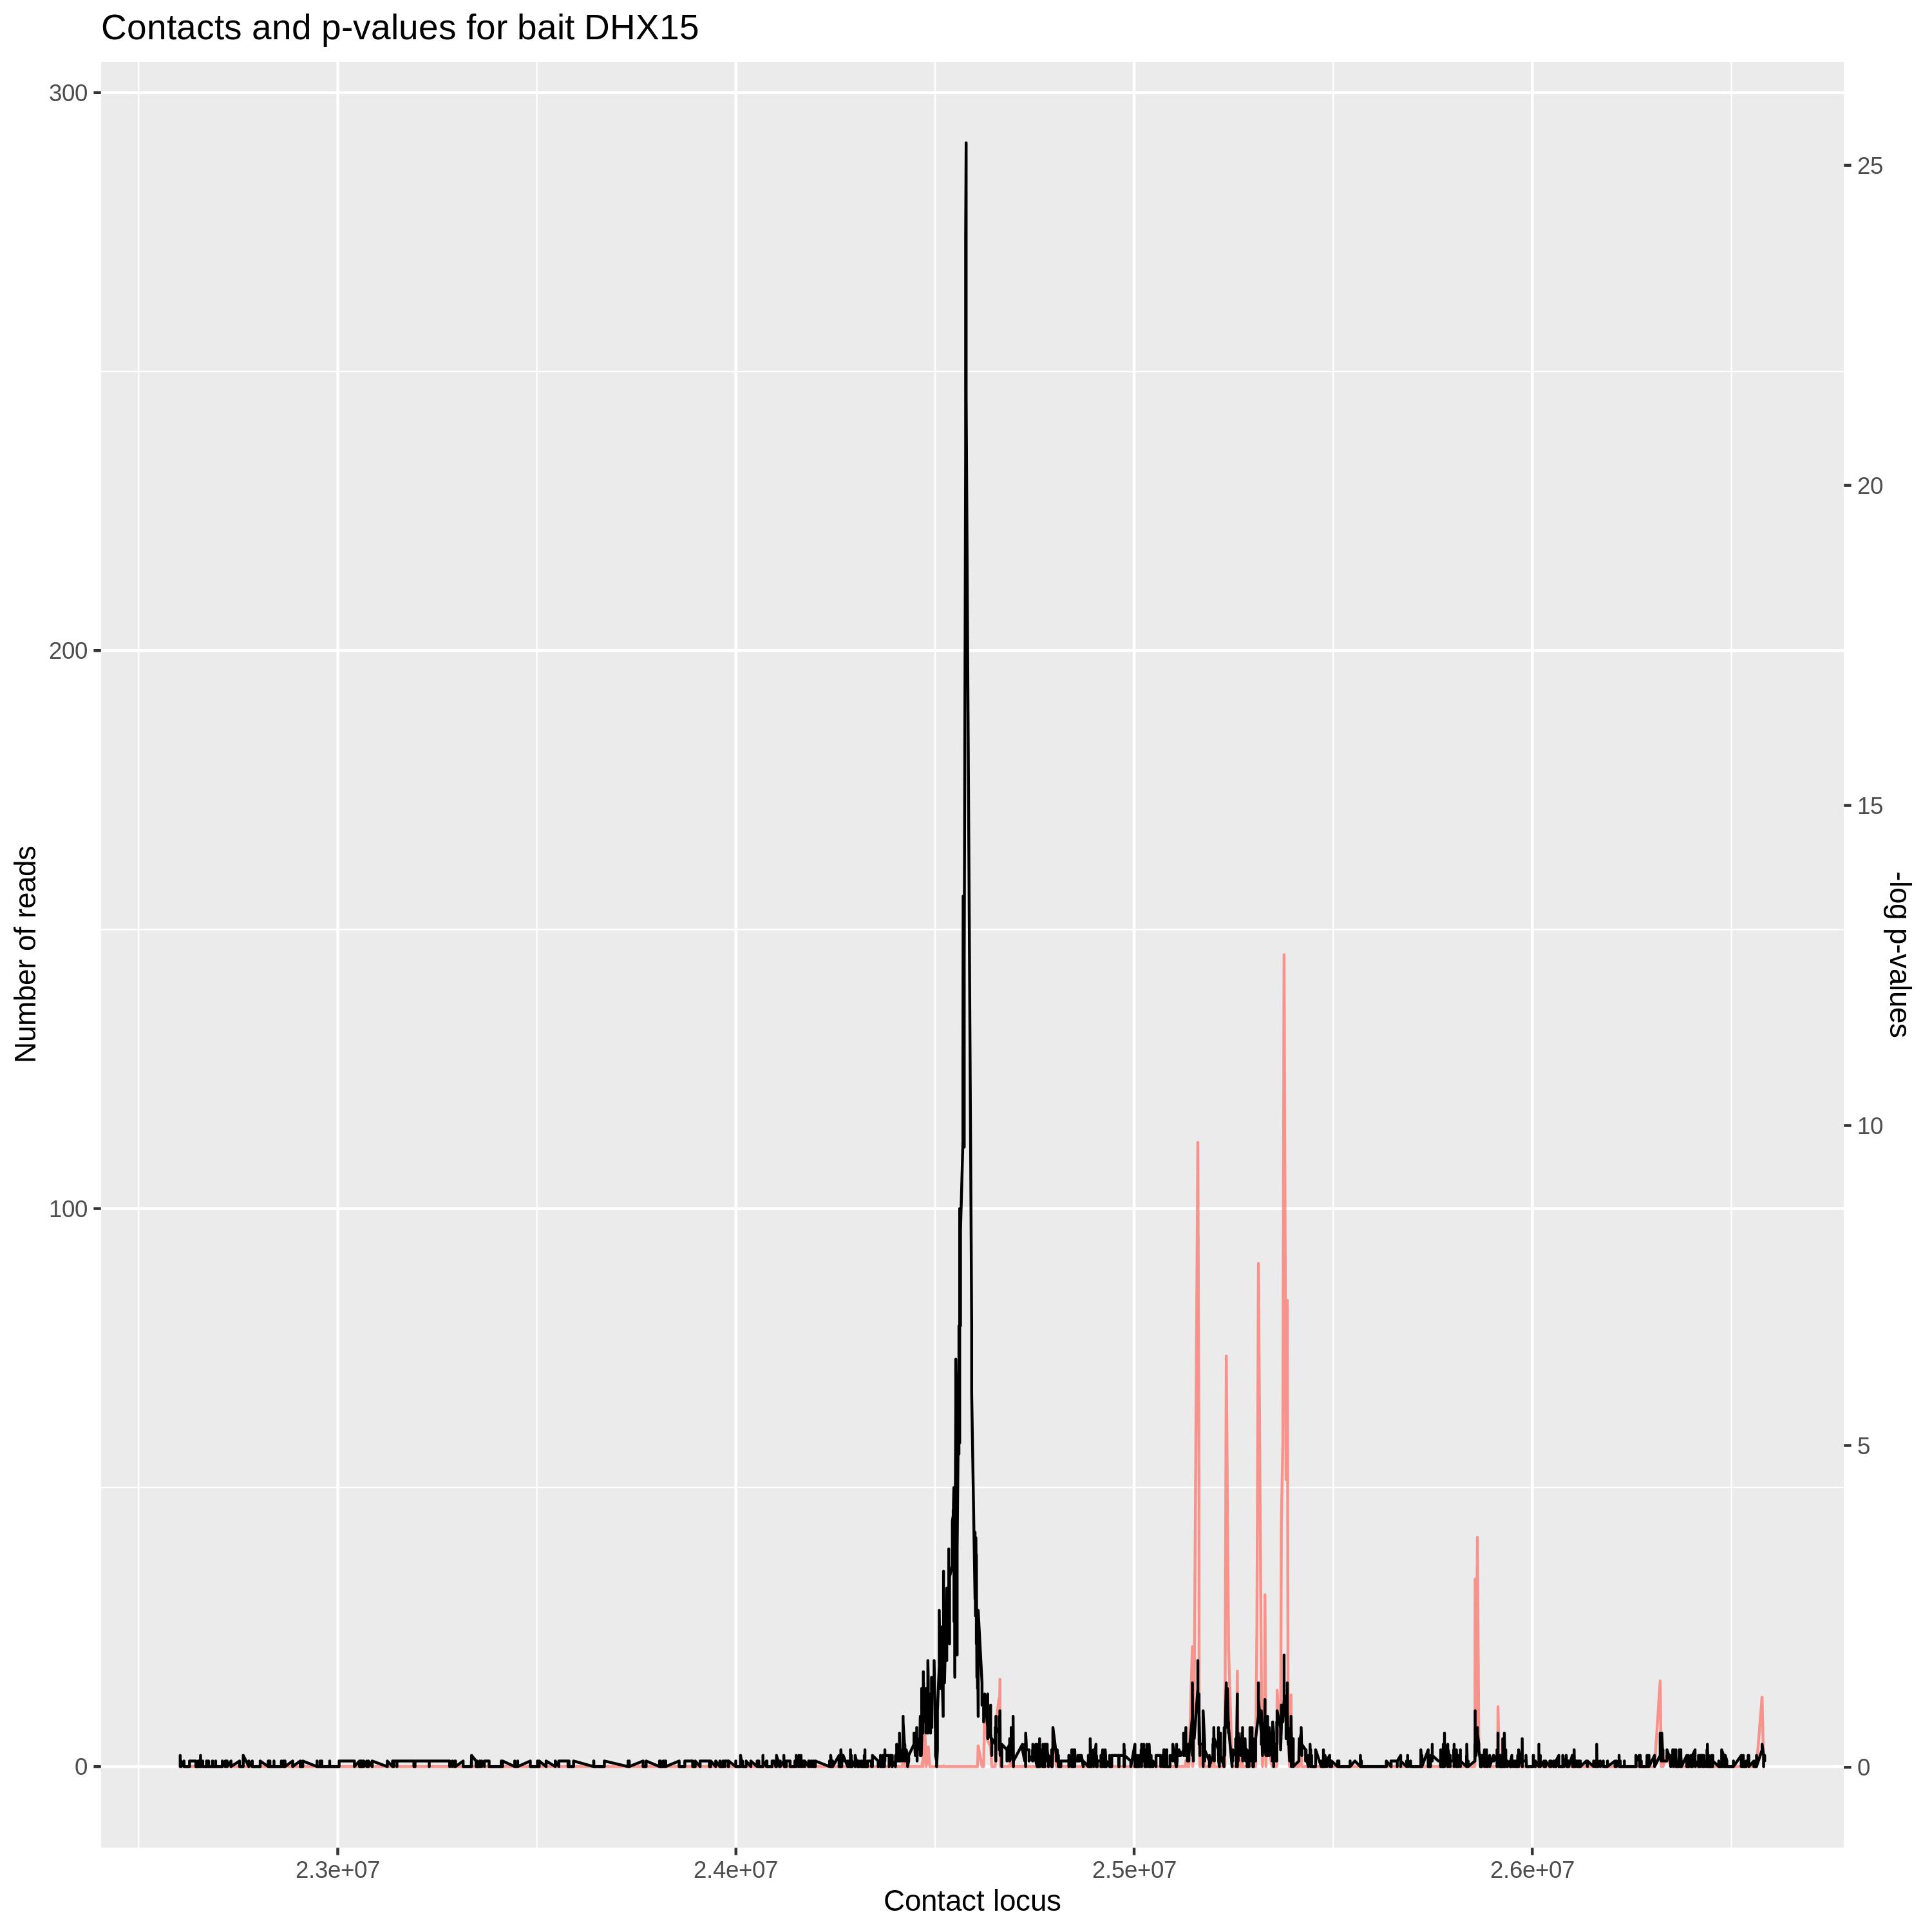 Contacts and p-values for bait DHX15
300
200
100
0
Number of reads
25
20
15
10
5
0
-log p-values
2.3e+07
2.4e+07
2.5e+07
2.6e+07
Contact locus